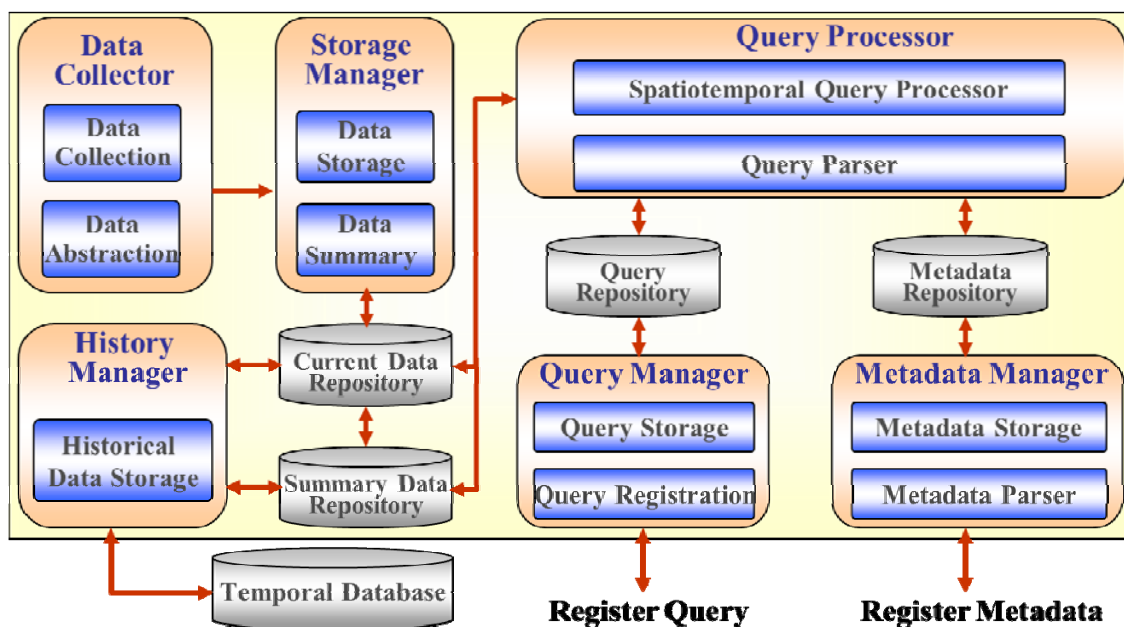 Data
Collector
Data
Collection
Data
Abstraction
Storage
Manager
Data
Storage
Data
Summary
Query Processor
Spatiotemporal Query Processor
Query Parser
Query
Repository
Metadata
Repository
History
Manager
Historical
Data Storage
Current Data
Repository
Summary Data
Repository
Query Manager
Query Storage
Query Registration
Metadata Manager
Metadata Storage
Metadata Parser
Temporal Database
Register Query
Register Metadata